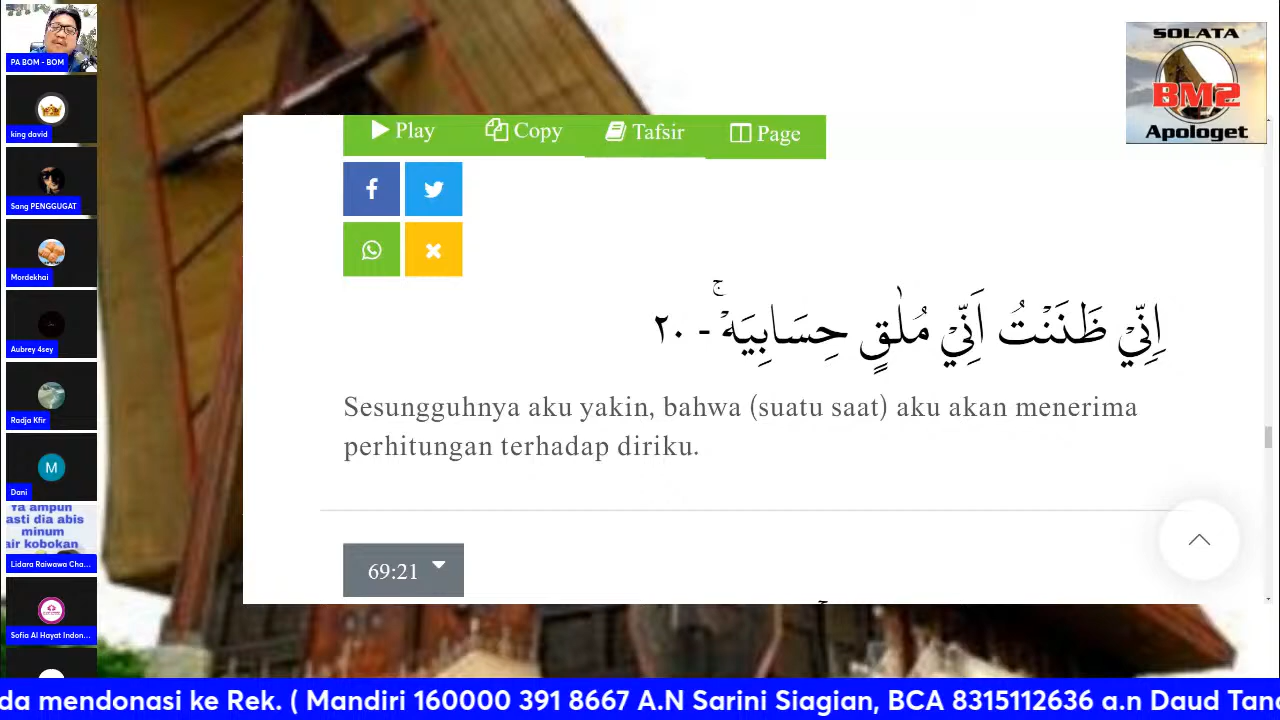 PA BOM - BOM
king david
Sang PENGGUGAT
Mordekhai
Aubrey 4sey
Radja Kfir
M
Dani
Ya ampun
asti dia abis
minum
air kobokan
Lidara Raiwawa Cha...
Sofia Al Hayat Indon...
SOLATA
BM2
Apologet
Play
Copy
Tafsir
Page
اِنِّيْ ظَنَنْتُ اَنِّيْ مُلٰقٍ حِسَابِيَهْۚ - ٢٠
Sesungguhnya aku yakin, bahwa (suatu saat) aku akan menerima
perhitungan terhadap diriku.
69:21
da mendonasi ke Rek. ( Mandiri 160000 391 8667 A.N Sarini Siagian, BCA 8315112636 a.n Daud Tan